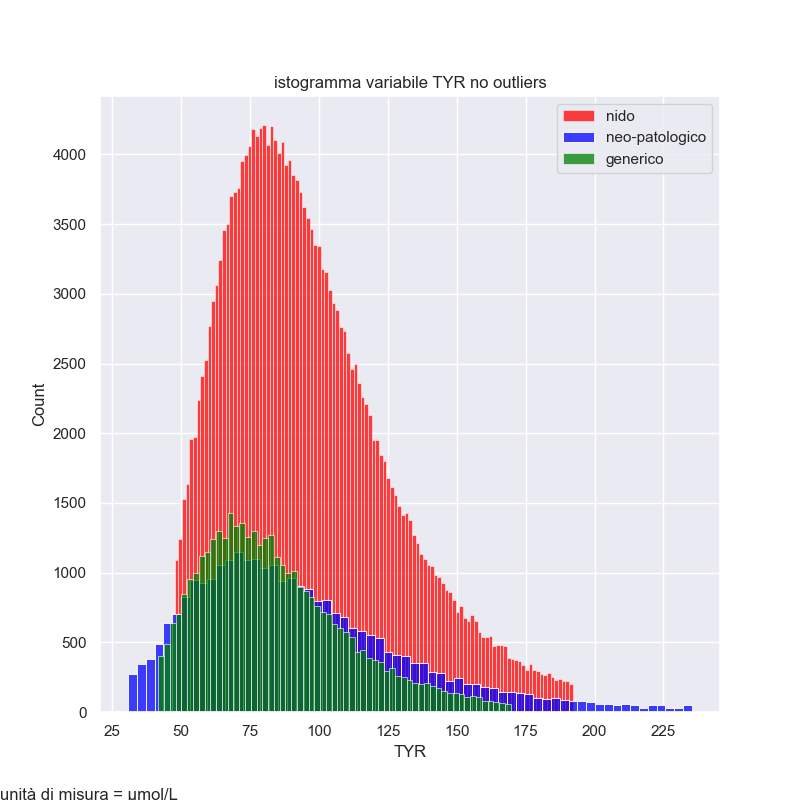 istogramma variabile TYR no outliers
nido
neo-patologico
generico
4000
3500
3000
2500
2000
1500
1000
500
0
Count
25 50 75 100 125 150 175 200 225
TYR
unità di misura = μmol/L